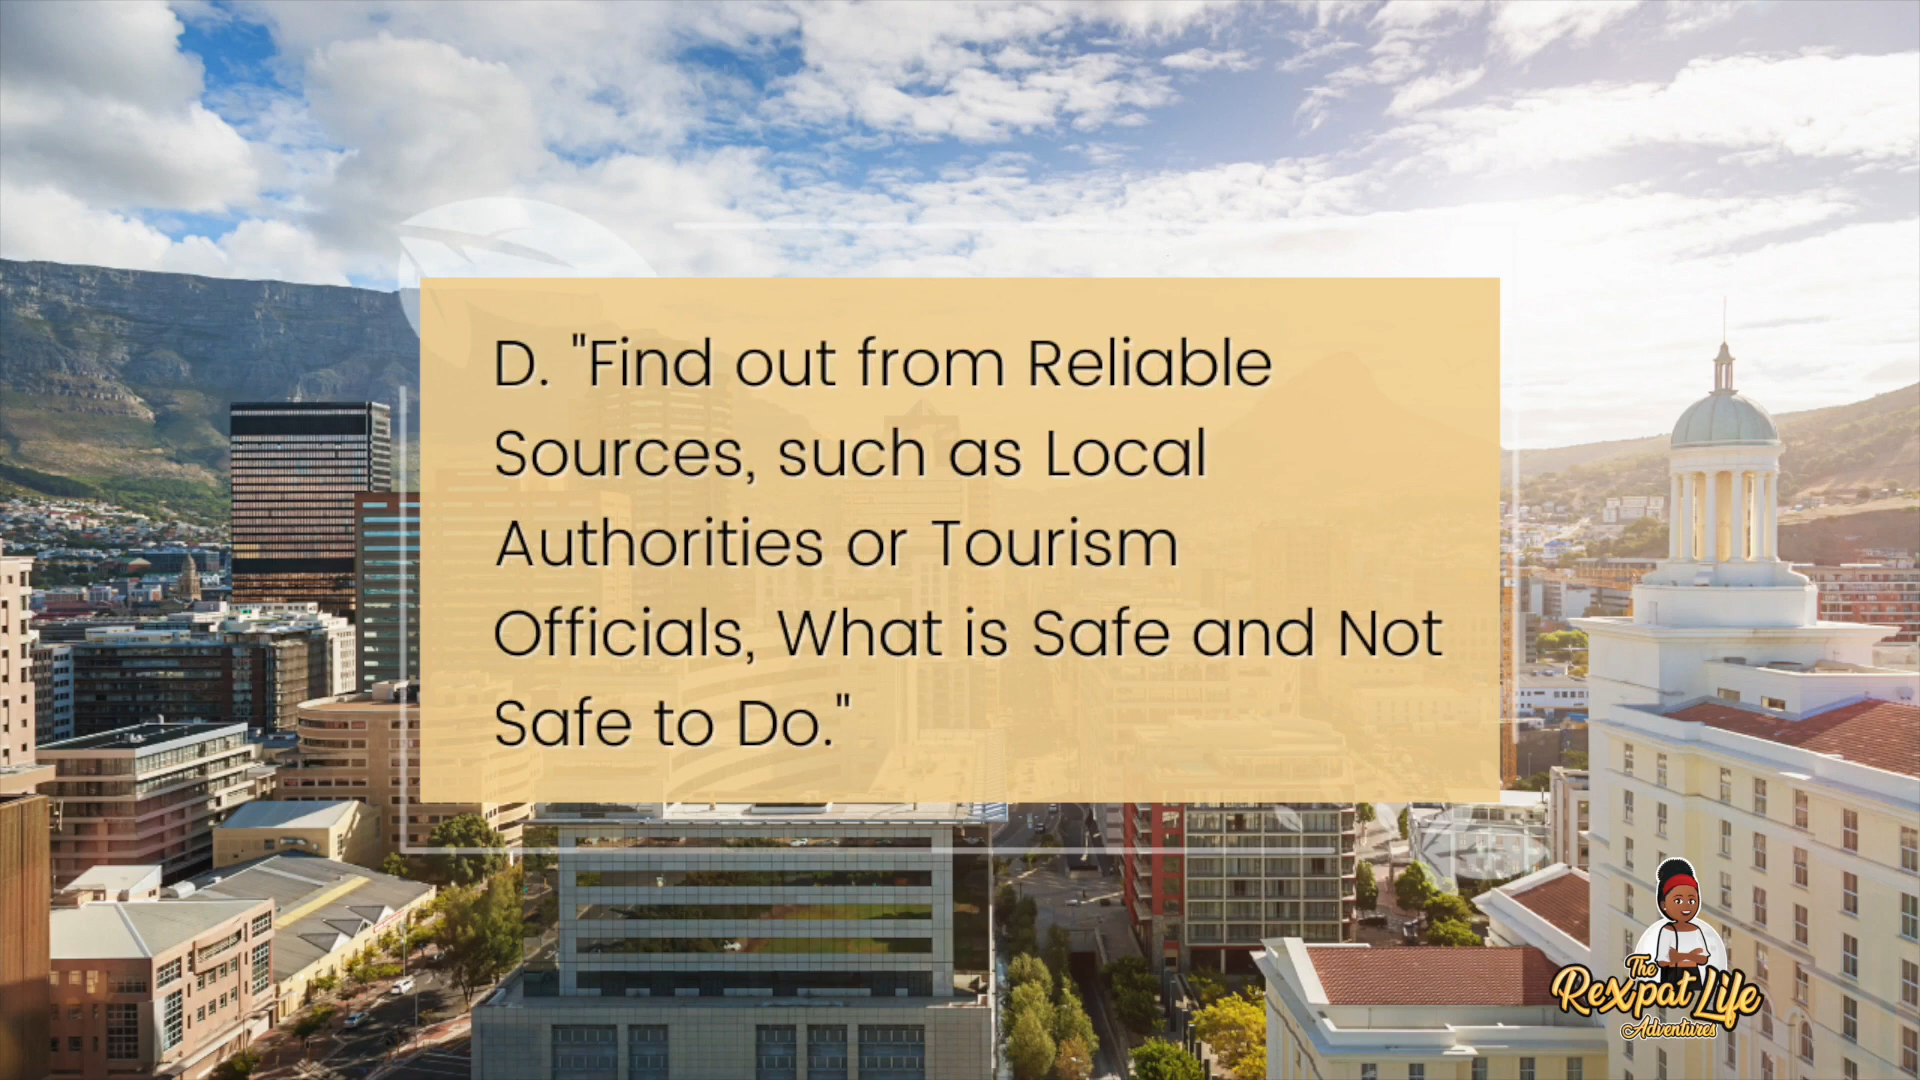 D. "Find out from Reliable
Sources, such as Local
Authorities or Tourism
Officials, What is Safe and Not
Safe to Do."
The
Rexpat Life
Adventures